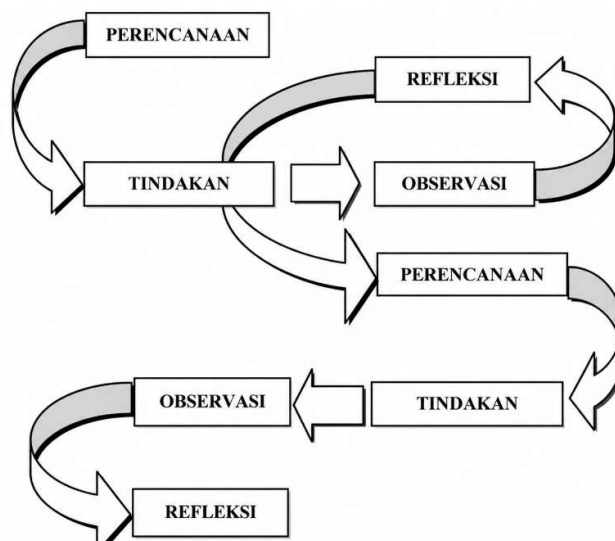 PERENCANAAN
REFLEKSI
TINDAKAN
OBSERVASI
PERENCANAAN
OBSERVASI
TINDAKAN
REFLEKSI